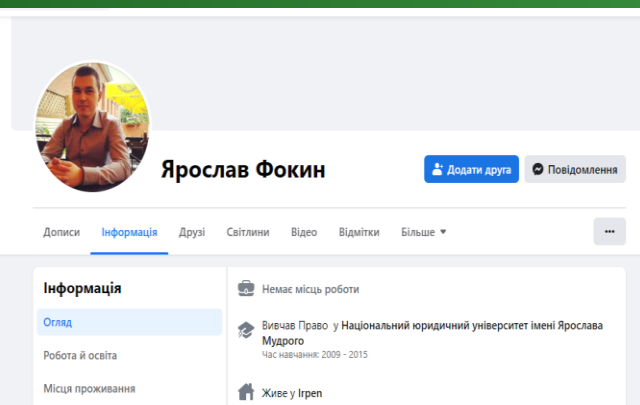 Ярослав Фокин
Додати друга
Повідомлення
Дописи Інформація Друзі Світлини Відео Відмітки Більше
Інформація
Огляд
Робота й освіта
Місця проживання
Немає місць роботи
Вивчав Право у Національний юридичний університет імені Ярослава
Мудрого
Час навчання: 2009 - 2015
Живе у Irpen